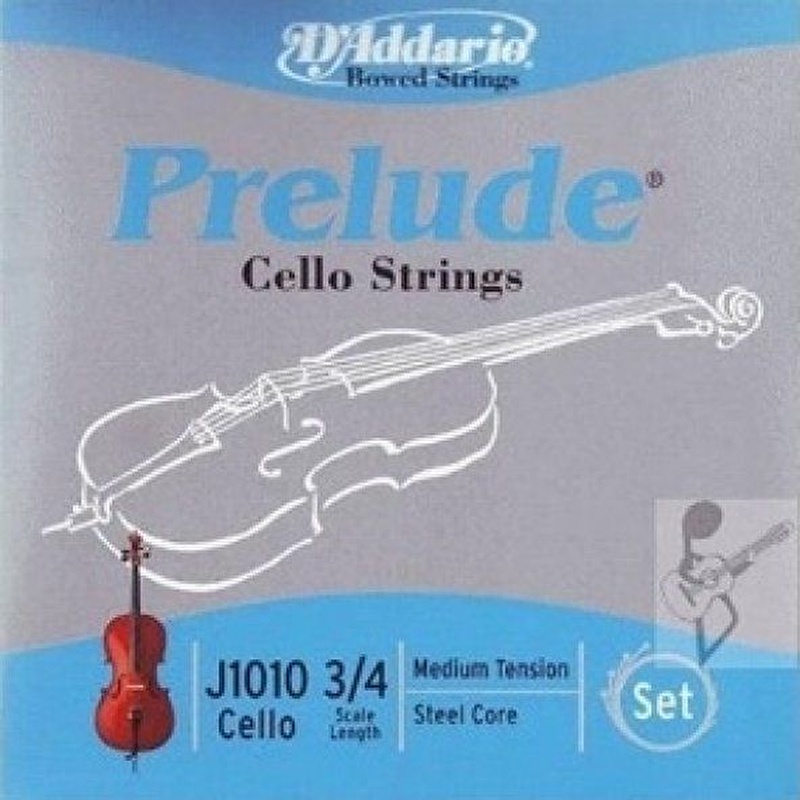 D'Addario®
Bowed Strings
Prelude®
Cello Strings
J1010 3/4
Cello
Scale
Length
Medium Tension
Steel Core
Set